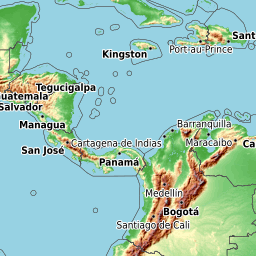 Sant
Port-au-Prince
Kingston
Tegucigalpa
Guatemala
Salvador
Managua
Barranquilla
Cartagena de Indias
Maracaibo
Ca
San José
Panamá
Medellín
Bogotá
Santiago de Cali